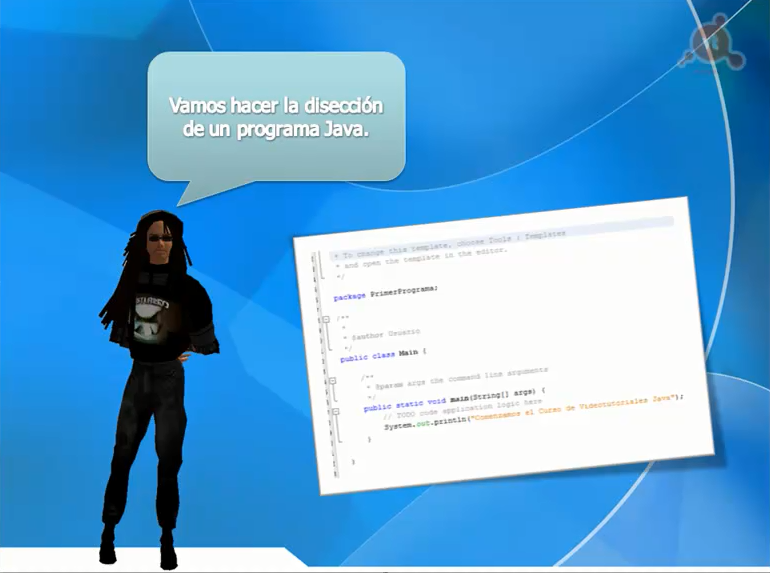 Vamos hacer la disección
de un programa Java.
* To change this template, choose Tools | Templates
* and open the template in the editor.
*/
package PrimerPrograma;
/**
*
* @author Usuario
*/
public class Main {
/**
* @param args the command line arguments
*/
public static void main(String[] args) {
// TODO code application logic here
System.out.println("Comenzamos el Curso de Videotutoriales Java");
}
}